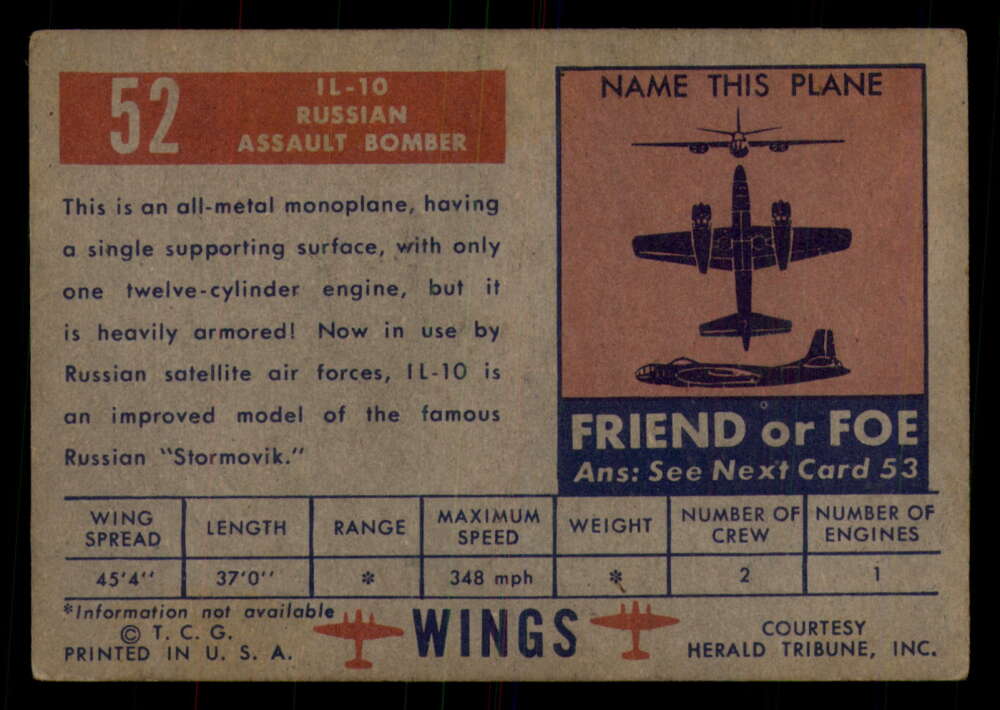 52
IL-10
RUSSIAN
ASSAULT BOMBER
This is an all-metal monoplane, having
a single supporting surface, with only
one twelve-cylinder engine, but it
is heavily armored! Now in use by
Russian satellite air forces, IL-10 is
an improved model of the famous
Russian "Stormovik."
NAME THIS PLANE
FRIEND or FOE
Ans: See Next Card 53
WING SPREAD LENGTH RANGE MAXIMUM SPEED WEIGHT NUMBER OF CREW NUMBER OF ENGINES
45'4'' 37'0'' * 348 mph * 2 1
*Information not available
© T. C. G.
PRINTED IN U. S. A.
WINGS
COURTESY
HERALD TRIBUNE, INC.